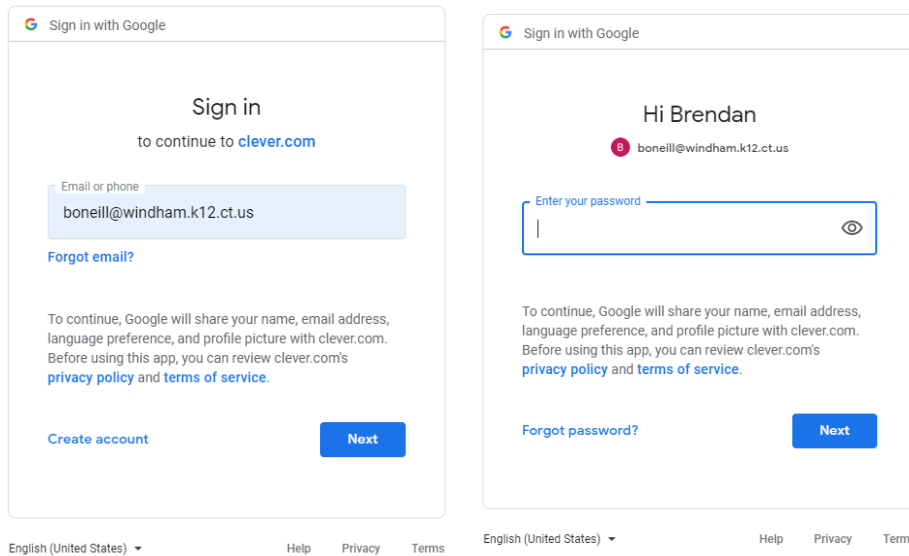 Sign in with Google
Sign in
to continue to clever.com
Email or phone
boneill@windham.k12.ct.us
Forgot email?
To continue, Google will share your name, email address,
language preference, and profile picture with clever.com.
Before using this app, you can review clever.com's
privacy policy and terms of service.
Create account
Next
English (United States)
Help
Privacy
Terms
Sign in with Google
Hi Brendan
B
boneill@windham.k12.ct.us
Enter your password
To continue, Google will share your name, email address,
language preference, and profile picture with clever.com.
Before using this app, you can review clever.com's
privacy policy and terms of service.
Forgot password?
Next
English (United States)
Help
Privacy
Term